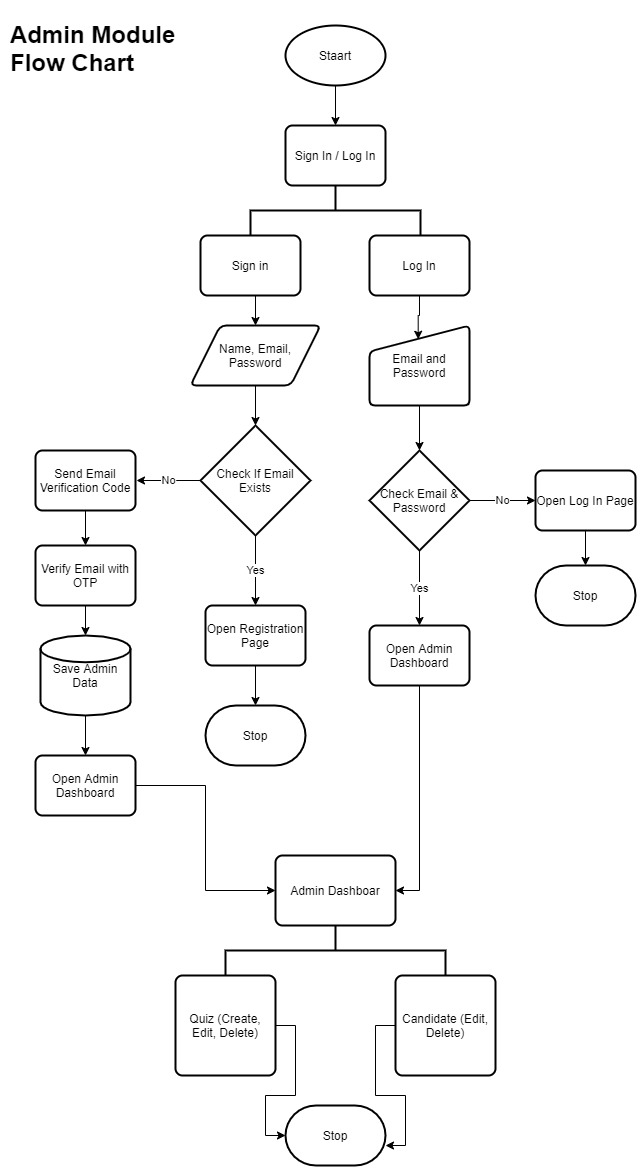 Admin Module
Flow Chart
Staart
Sign In / Log In
Sign in
Log In
Name, Email,
Password
Email and
Password
Check If Email
Exists
No
Send Email
Verification Code
Check Email &
Password
No
Open Log In Page
Verify Email with
OTP
Yes
Yes
Stop
Open Registration
Page
Open Admin
Dashboard
Save Admin
Data
Stop
Open Admin
Dashboard
Admin Dashboar
Quiz (Create,
Edit, Delete)
Candidate (Edit,
Delete)
Stop